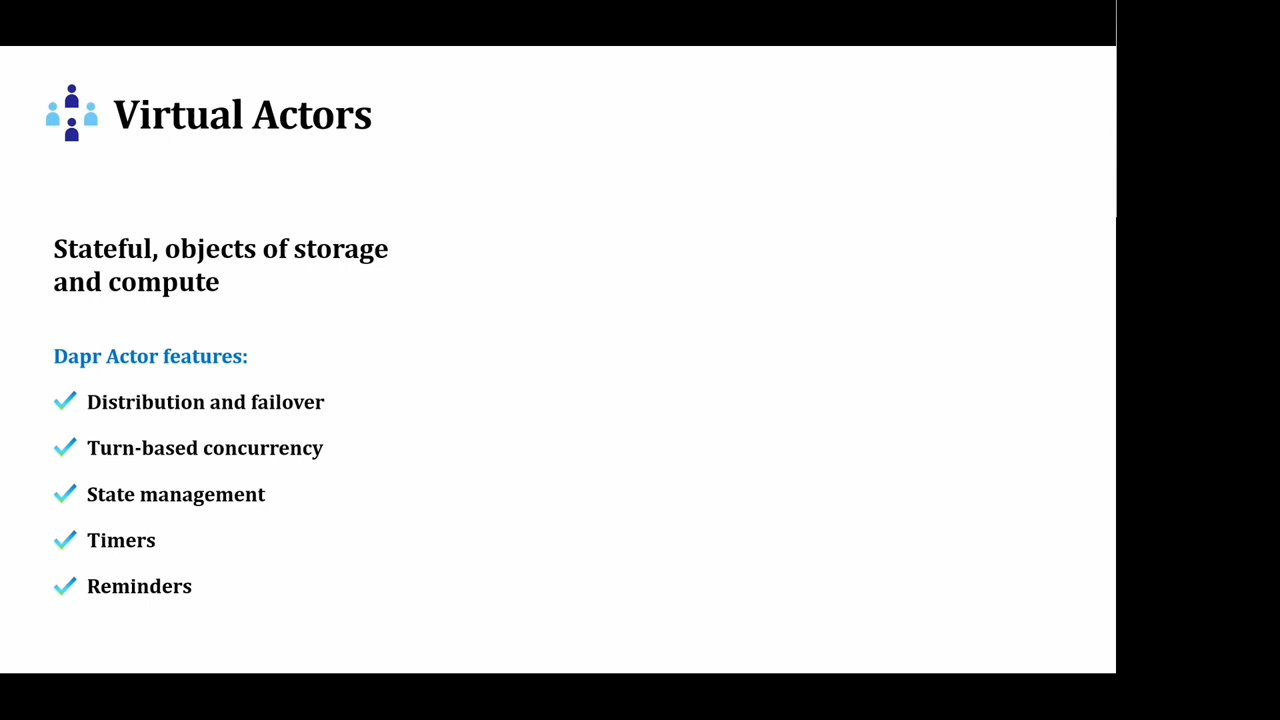 Virtual Actors
Stateful, objects of storage
and compute
Dapr Actor features:
Distribution and failover
Turn-based concurrency
State management
Timers
Reminders